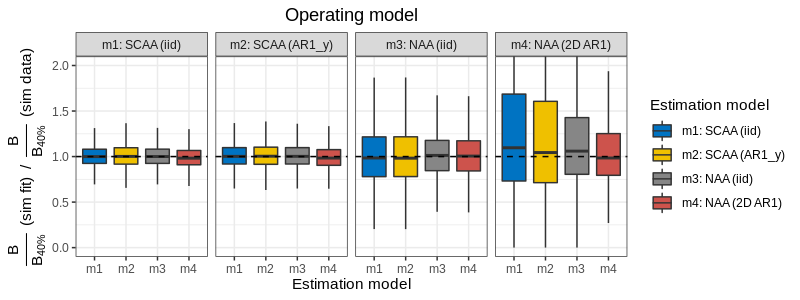 Operating model
m1: SCAA (iid)
m2: SCAA (AR1_y)
m3: NAA (iid)
m4: NAA (2D AR1)
B / B40% (sim fit) / B / B40% (sim data)
2.0
1.5
1.0
0.5
0.0
m1 m2 m3 m4
m1 m2 m3 m4
m1 m2 m3 m4
m1 m2 m3 m4
Estimation model
Estimation model
m1: SCAA (iid)
m2: SCAA (AR1_y)
m3: NAA (iid)
m4: NAA (2D AR1)